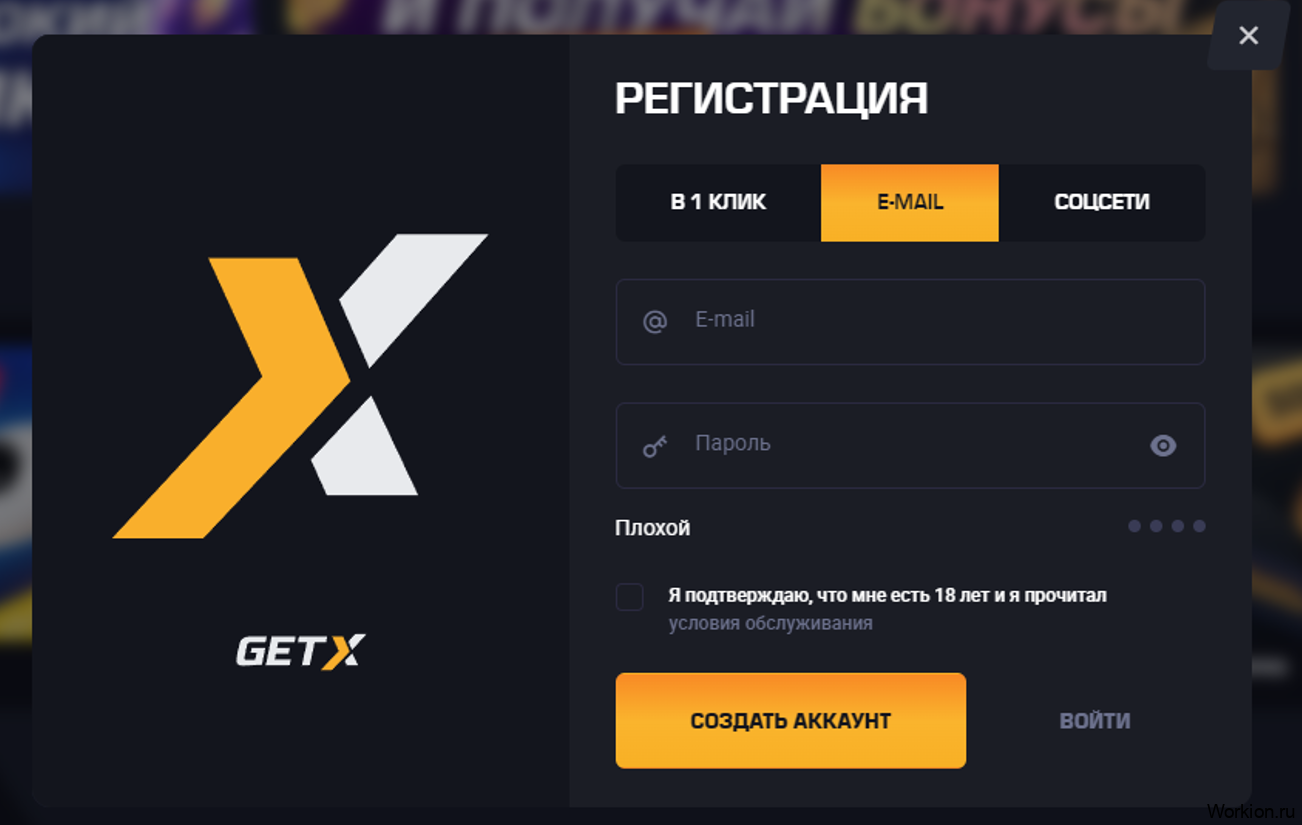 И ПОЛУЧАЙ БОНУСЫ
РЕГИСТРАЦИЯ
В 1 КЛИК
E-MAIL
СОЦСЕТИ
@ E-mail
Пароль
Плохой
Я подтверждаю, что мне есть 18 лет и я прочитал
условия обслуживания
СОЗДАТЬ АККАУНТ
ВОЙТИ
GETX
Workion.ru